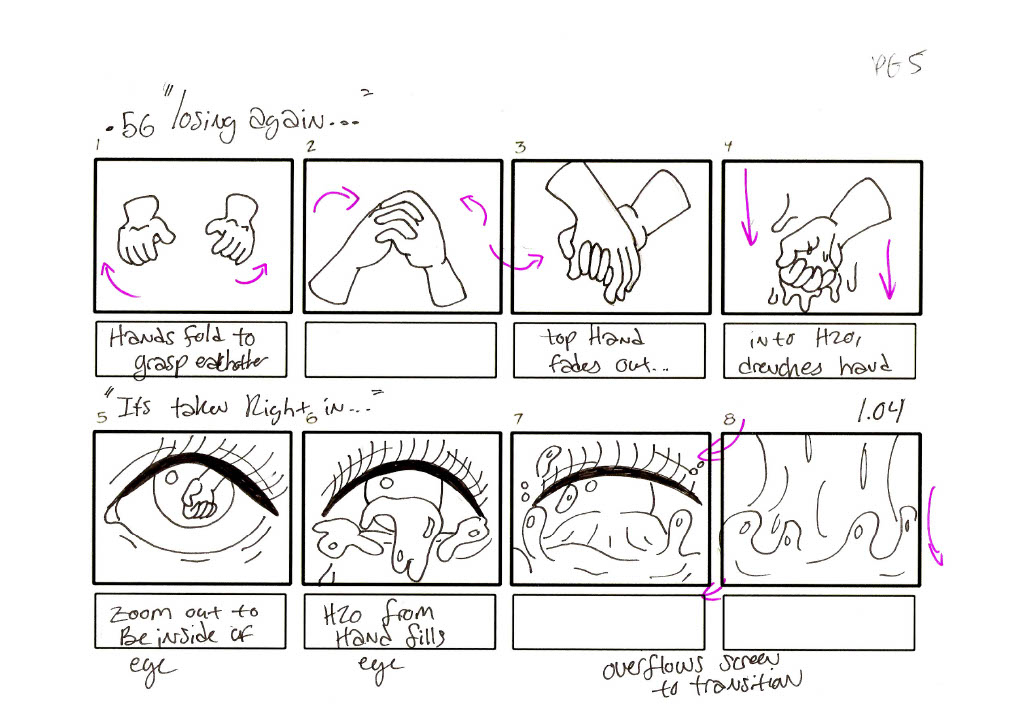 PG 5
.56 "losing again..."
1 2 3 4
Hands fold to
grasp eachother
top Hand
fades out...
into H2O,
drenches hand
"Its taken Right in..." 1.04
5 6 7 8
Zoom out to
Be inside of
eye
H2O from
Hand fills
eye
overflows screen
to transition